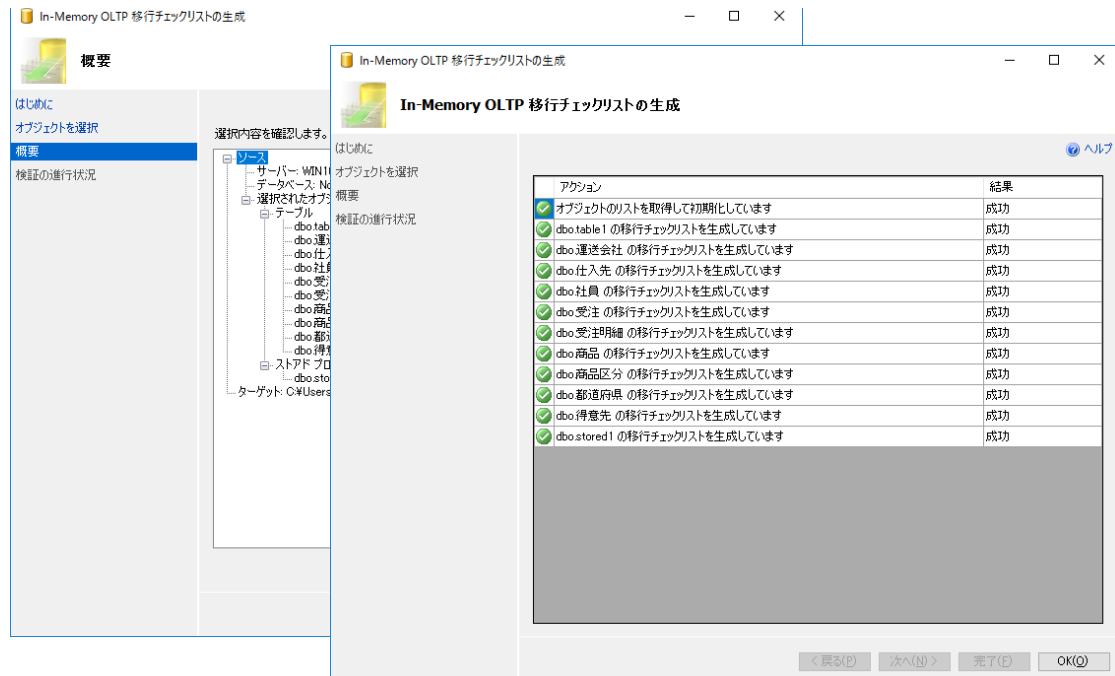 In-Memory OLTP 移行チェックリストの生成
概要
はじめに
オブジェクトを選択
概要
検証の進行状況
選択内容を確認します。
ソース
サーバー: WIN1
データベース: No
選択されたオブジ
テーブル
dbo.tab
dbo.運
dbo.仕
dbo.社
dbo.受
dbo.受
dbo.商
dbo.商
dbo.都
dbo.得
ストアド プロ
dbo.sto
ターゲット: C:¥Users
In-Memory OLTP 移行チェックリストの生成
In-Memory OLTP 移行チェックリストの生成
はじめに
オブジェクトを選択
概要
検証の進行状況
ヘルプ
アクション 結果
オブジェクトのリストを取得して初期化しています 成功
dbo.table1 の移行チェックリストを生成しています 成功
dbo.運送会社 の移行チェックリストを生成しています 成功
dbo.仕入先 の移行チェックリストを生成しています 成功
dbo.社員 の移行チェックリストを生成しています 成功
dbo.受注 の移行チェックリストを生成しています 成功
dbo.受注明細 の移行チェックリストを生成しています 成功
dbo.商品 の移行チェックリストを生成しています 成功
dbo.商品区分 の移行チェックリストを生成しています 成功
dbo.都道府県 の移行チェックリストを生成しています 成功
dbo.得意先 の移行チェックリストを生成しています 成功
dbo.stored1 の移行チェックリストを生成しています 成功
< 戻る(P) 次へ(N) > 完了(F) OK(O)